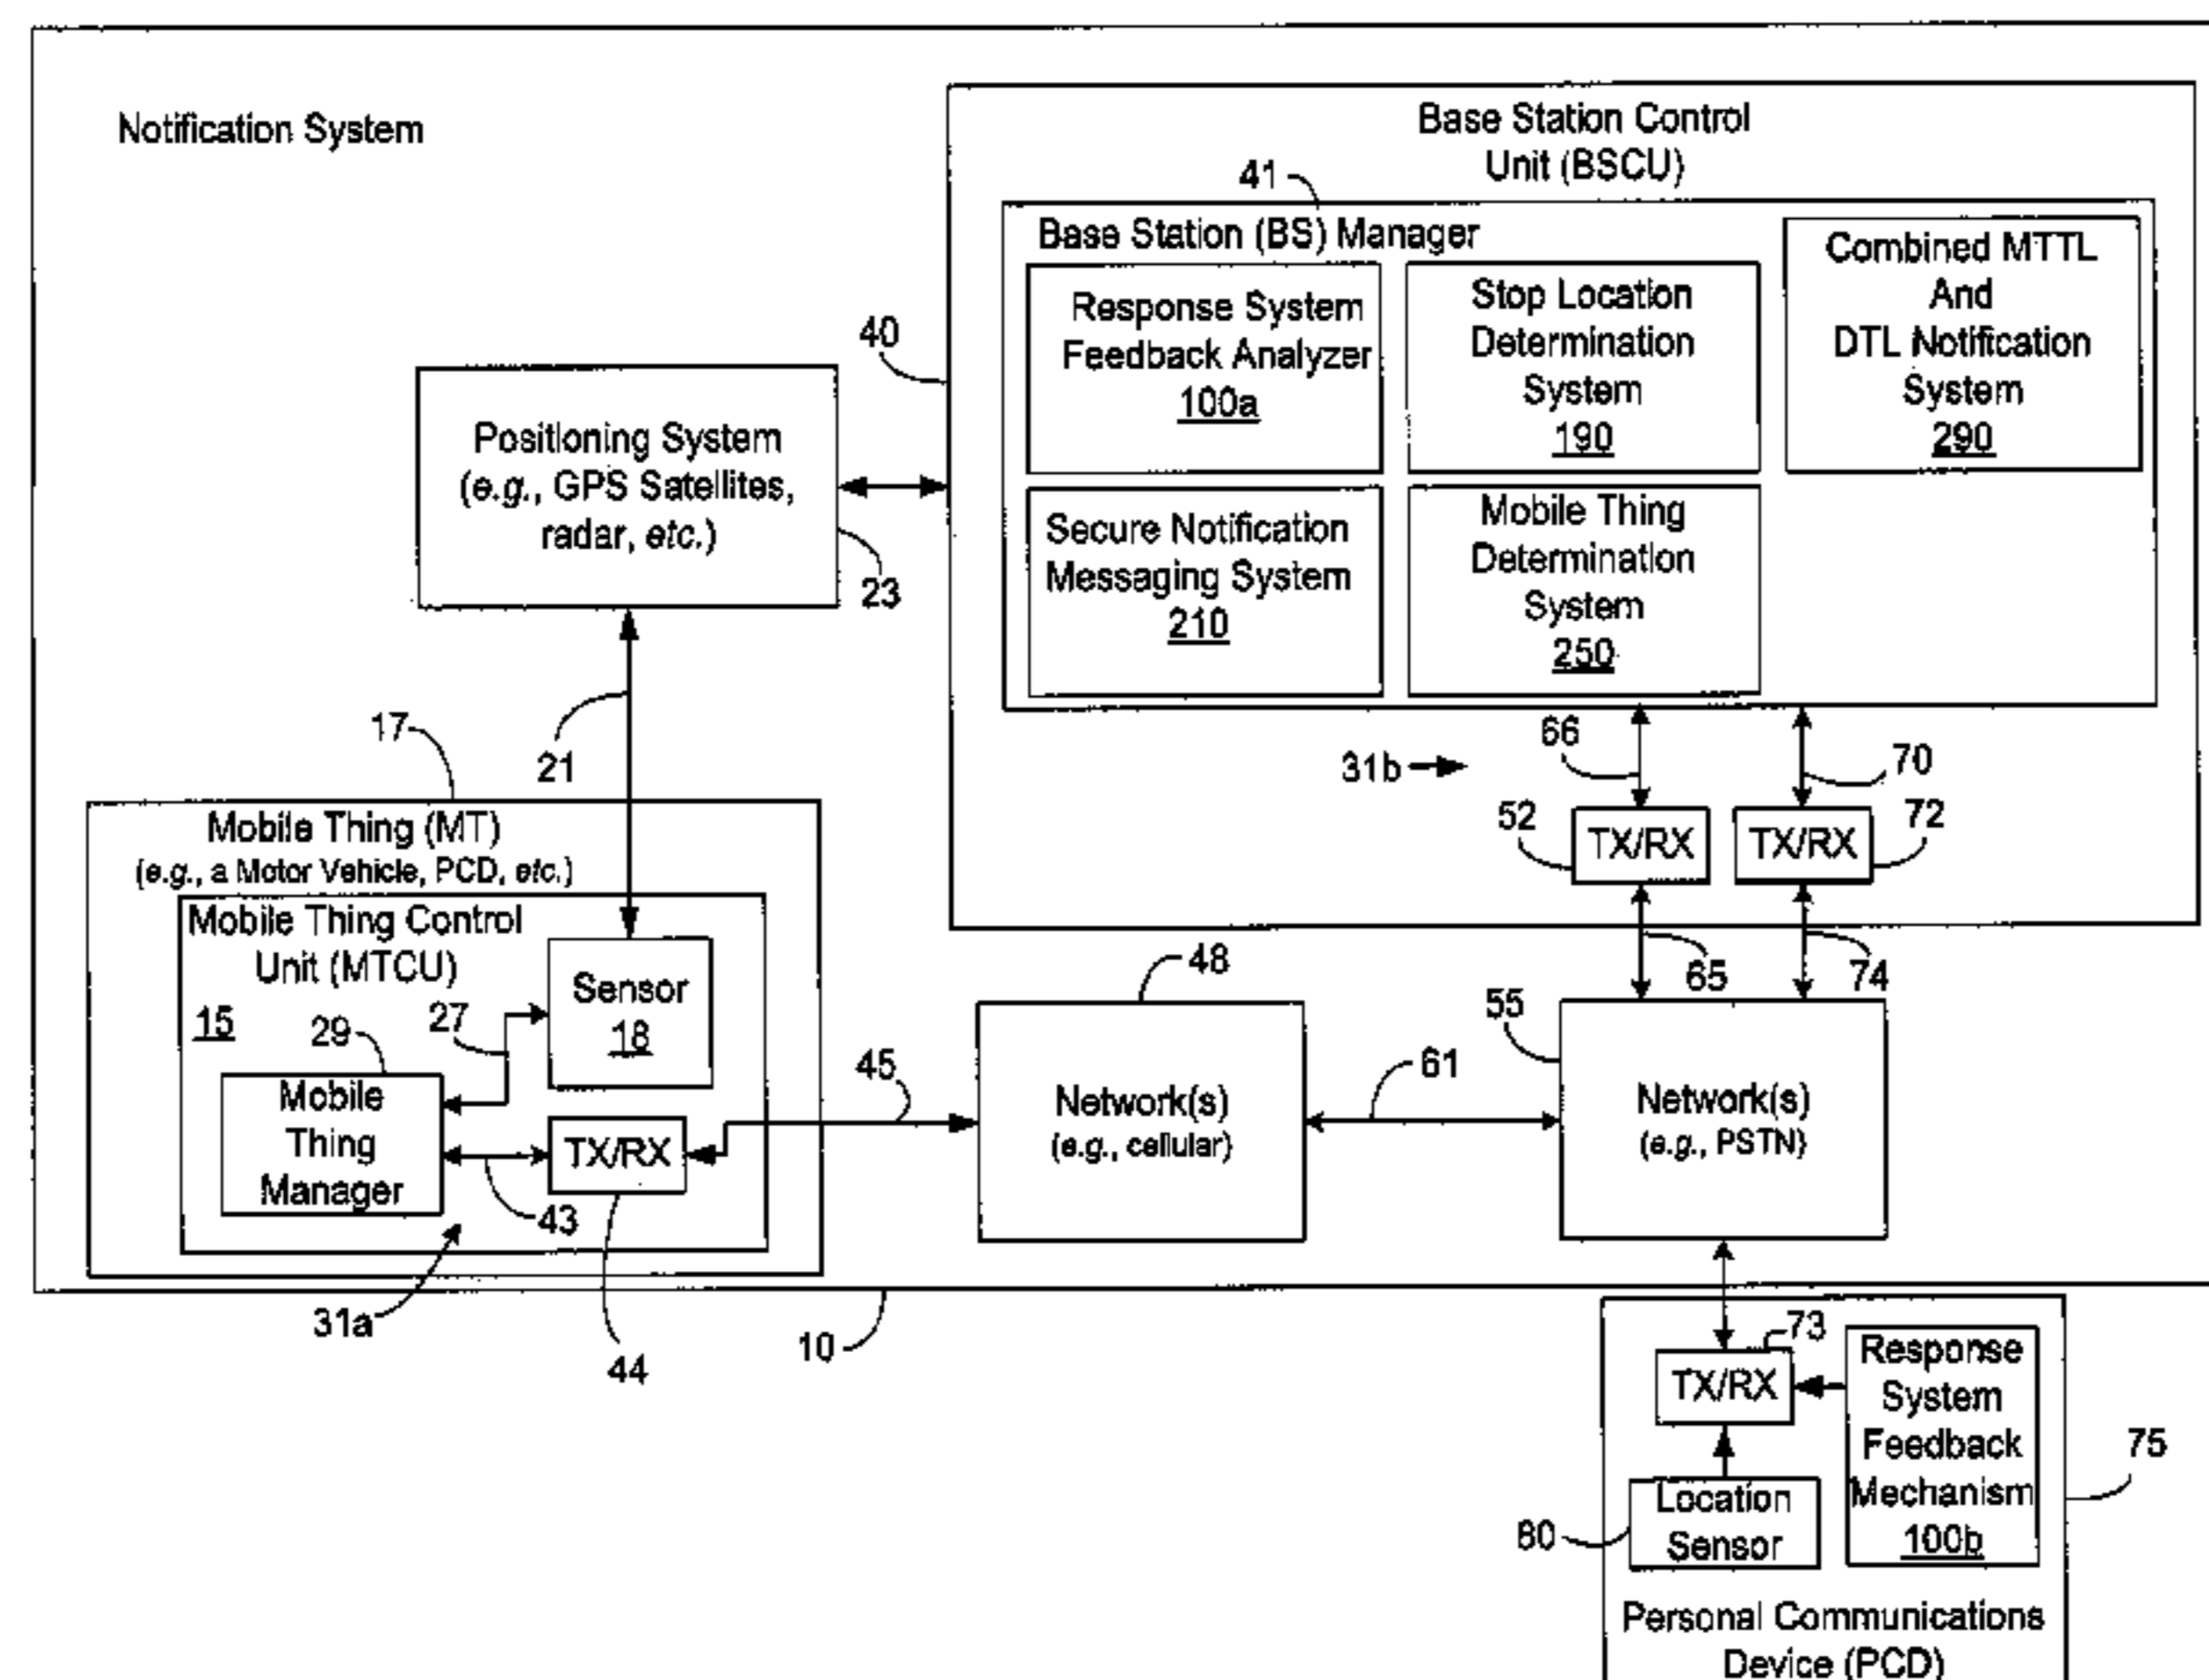 Notification System
Base Station Control
Unit (BSCU)
41
Base Station (BS) Manager
Response System
Feedback Analyzer
100a
Stop Location
Determination
System
190
Combined MTTL
And
DTL Notification
System
290
Secure Notification
Messaging System
210
Mobile Thing
Determination
System
250
40
Positioning System
(e.g., GPS Satellites,
radar, etc.)
23
21
17
66
31b
70
52
TX/RX
TX/RX
72
Mobile Thing (MT)
(e.g., a Motor Vehicle, PCD, etc.)
Mobile Thing Control
Unit (MTCU)
15
Sensor
18
27
29
Mobile
Thing
Manager
TX/RX
43
31a
44
45
48
Network(s)
(e.g., cellular)
61
65
74
55
Network(s)
(e.g., PSTN)
10
73
TX/RX
Response
System
Feedback
Mechanism
100b
75
80
Location
Sensor
Personal Communications
Device (PCD)